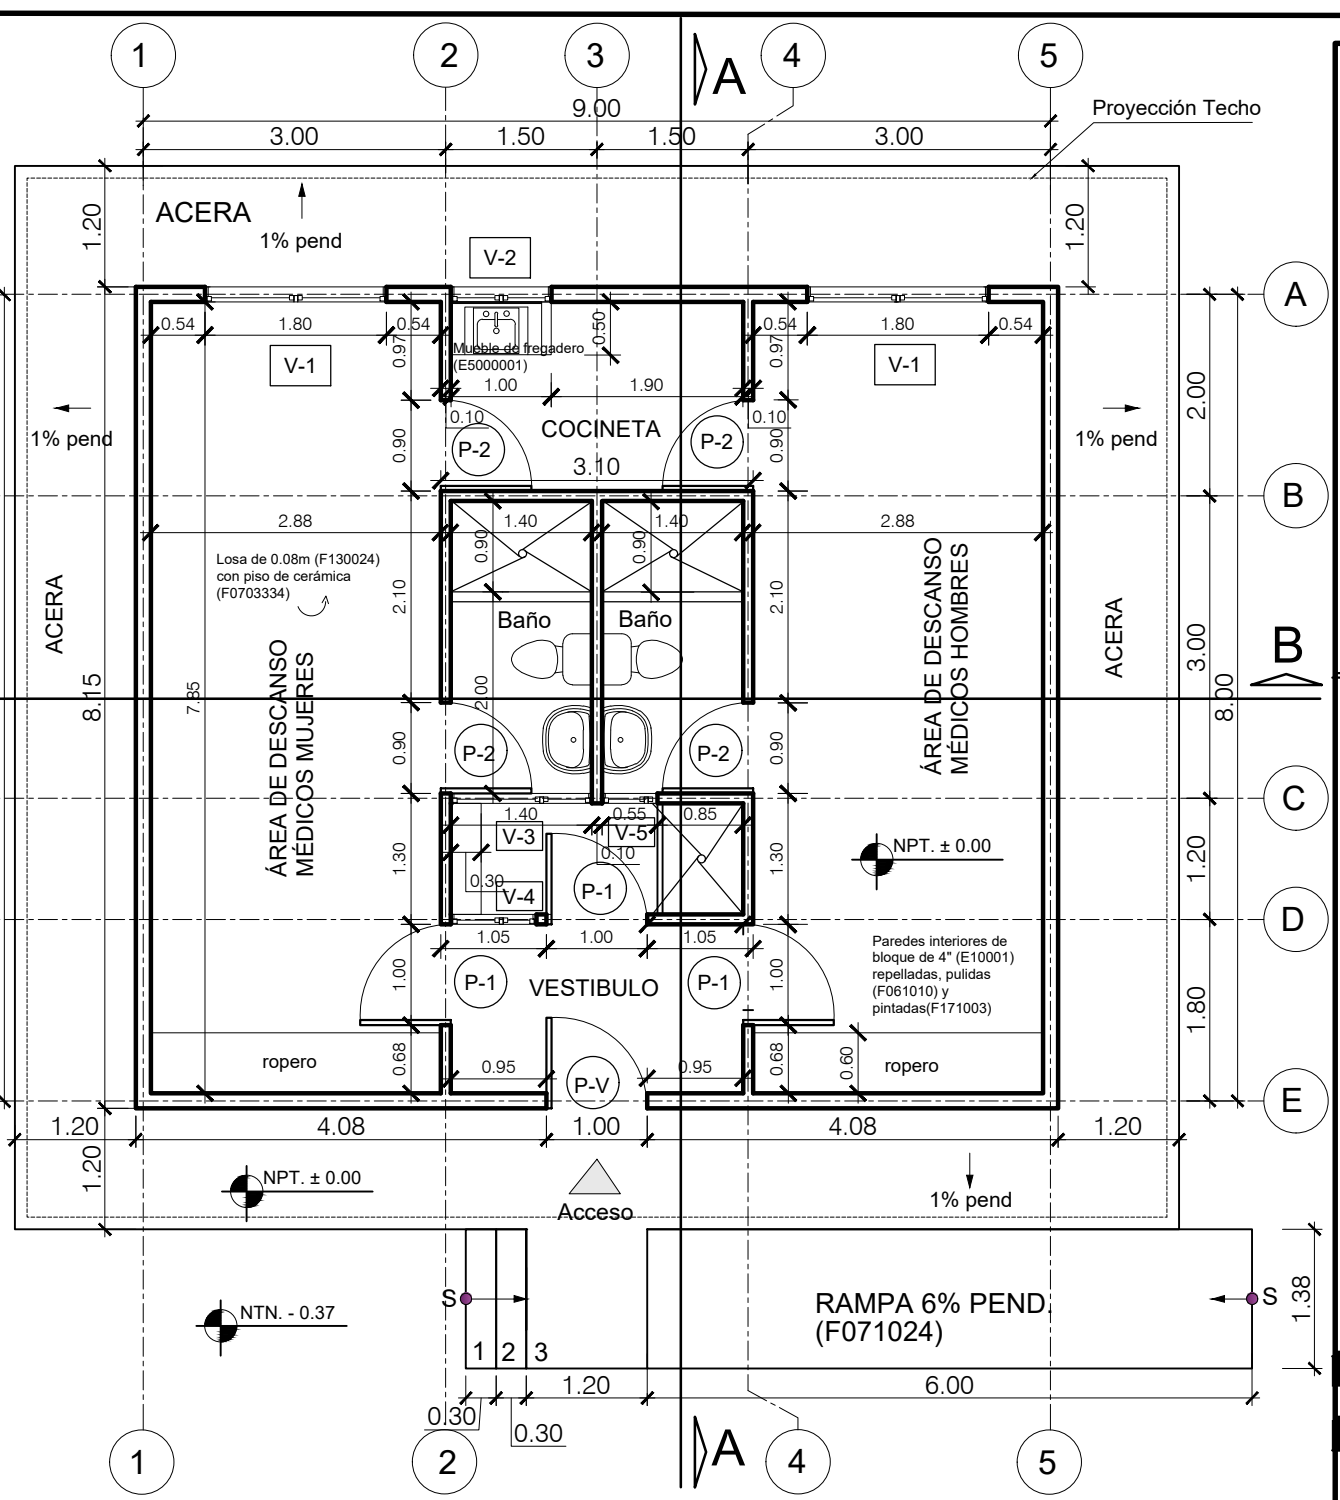 1
2
3
A
4
5
9.00
Proyección Techo
3.00
1.50
1.50
3.00
1.20
ACERA
1% pend
1.20
V-2
A
0.54
1.80
0.54
0.50
0.54
1.80
0.54
V-1
0.97
Mueble de fregadero
(E5000001)
0.97
V-1
1.00
1.90
2.00
1% pend
0.90
0.10
P-2
COCINETA
P-2
0.10
0.90
1% pend
3.10
B
2.88
1.40
1.40
2.88
0.90
0.90
Losa de 0.08m (F130024)
con piso de cerámica
(F0703334)
2.10
2.10
ACERA
Baño
Baño
ÁREA DE DESCANSO
MÉDICOS HOMBRES
ACERA
3.00
B
8.15
7.85
ÁREA DE DESCANSO
MÉDICOS MUJERES
2.00
8.00
0.90
P-2
P-2
0.90
C
1.40
0.55
0.85
V-3
V-5
1.30
0.10
1.30
NPT. ± 0.00
1.20
0.30
V-4
P-1
D
1.05
1.00
1.05
Paredes interiores de
bloque de 4" (E10001)
repelladas, pulidas
(F061010) y
pintadas(F171003)
1.00
P-1
VESTIBULO
P-1
1.00
1.80
ropero
0.68
0.95
P-V
0.95
0.68
0.60
ropero
E
1.20
4.08
1.00
4.08
1.20
1.20
NPT. ± 0.00
Acceso
1% pend
NTN. - 0.37
S
1
2
3
RAMPA 6% PEND.
(F071024)
S
1.38
1.20
6.00
0.30
0.30
1
2
A
4
5